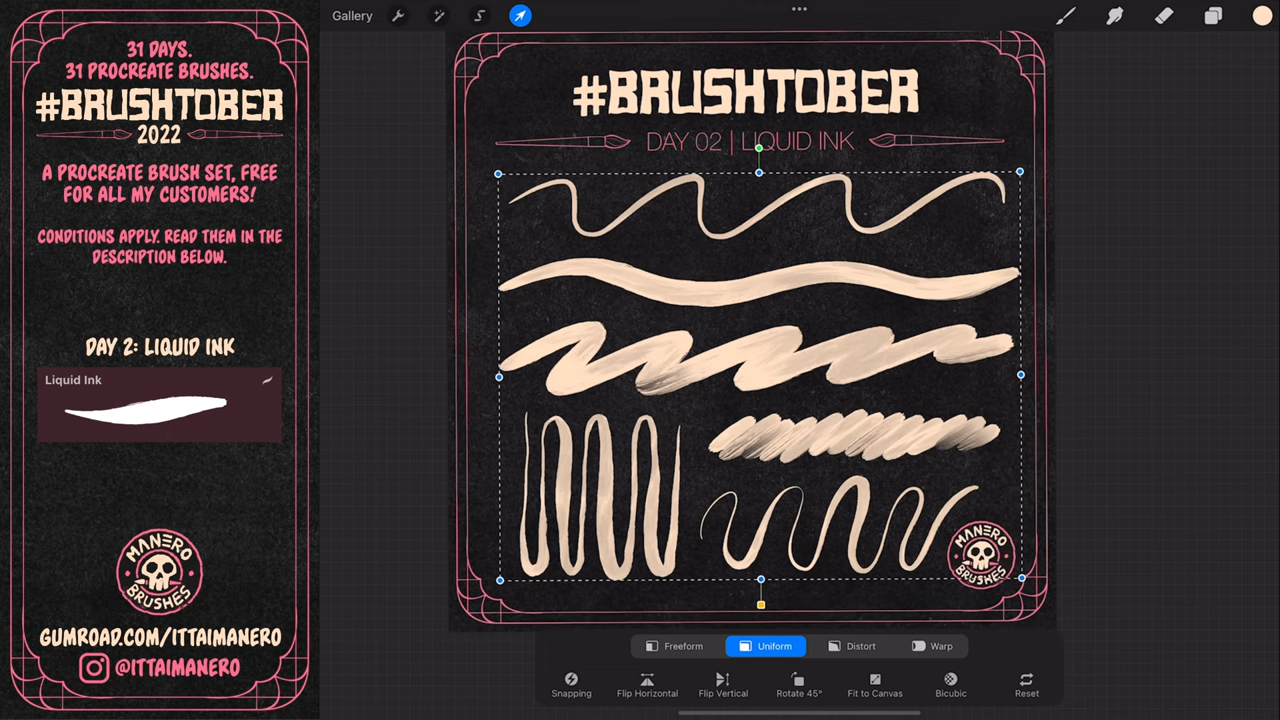 31 DAYS.
31 PROCREATE BRUSHES.
#BRUSHTOBER
2022
A PROCREATE BRUSH SET, FREE
FOR ALL MY CUSTOMERS!
CONDITIONS APPLY. READ THEM IN THE
DESCRIPTION BELOW.
DAY 2: LIQUID INK
Liquid Ink
MANERO
BRUSHES
GUMROAD.COM/ITTAIMANERO
@ITTAIMANERO
Gallery
#BRUSHTOBER
DAY 02 | LIQUID INK
MANERO
BRUSHES
Freeform
Uniform
Distort
Warp
Snapping
Flip Horizontal
Flip Vertical
Rotate 45°
Fit to Canvas
Bicubic
Reset